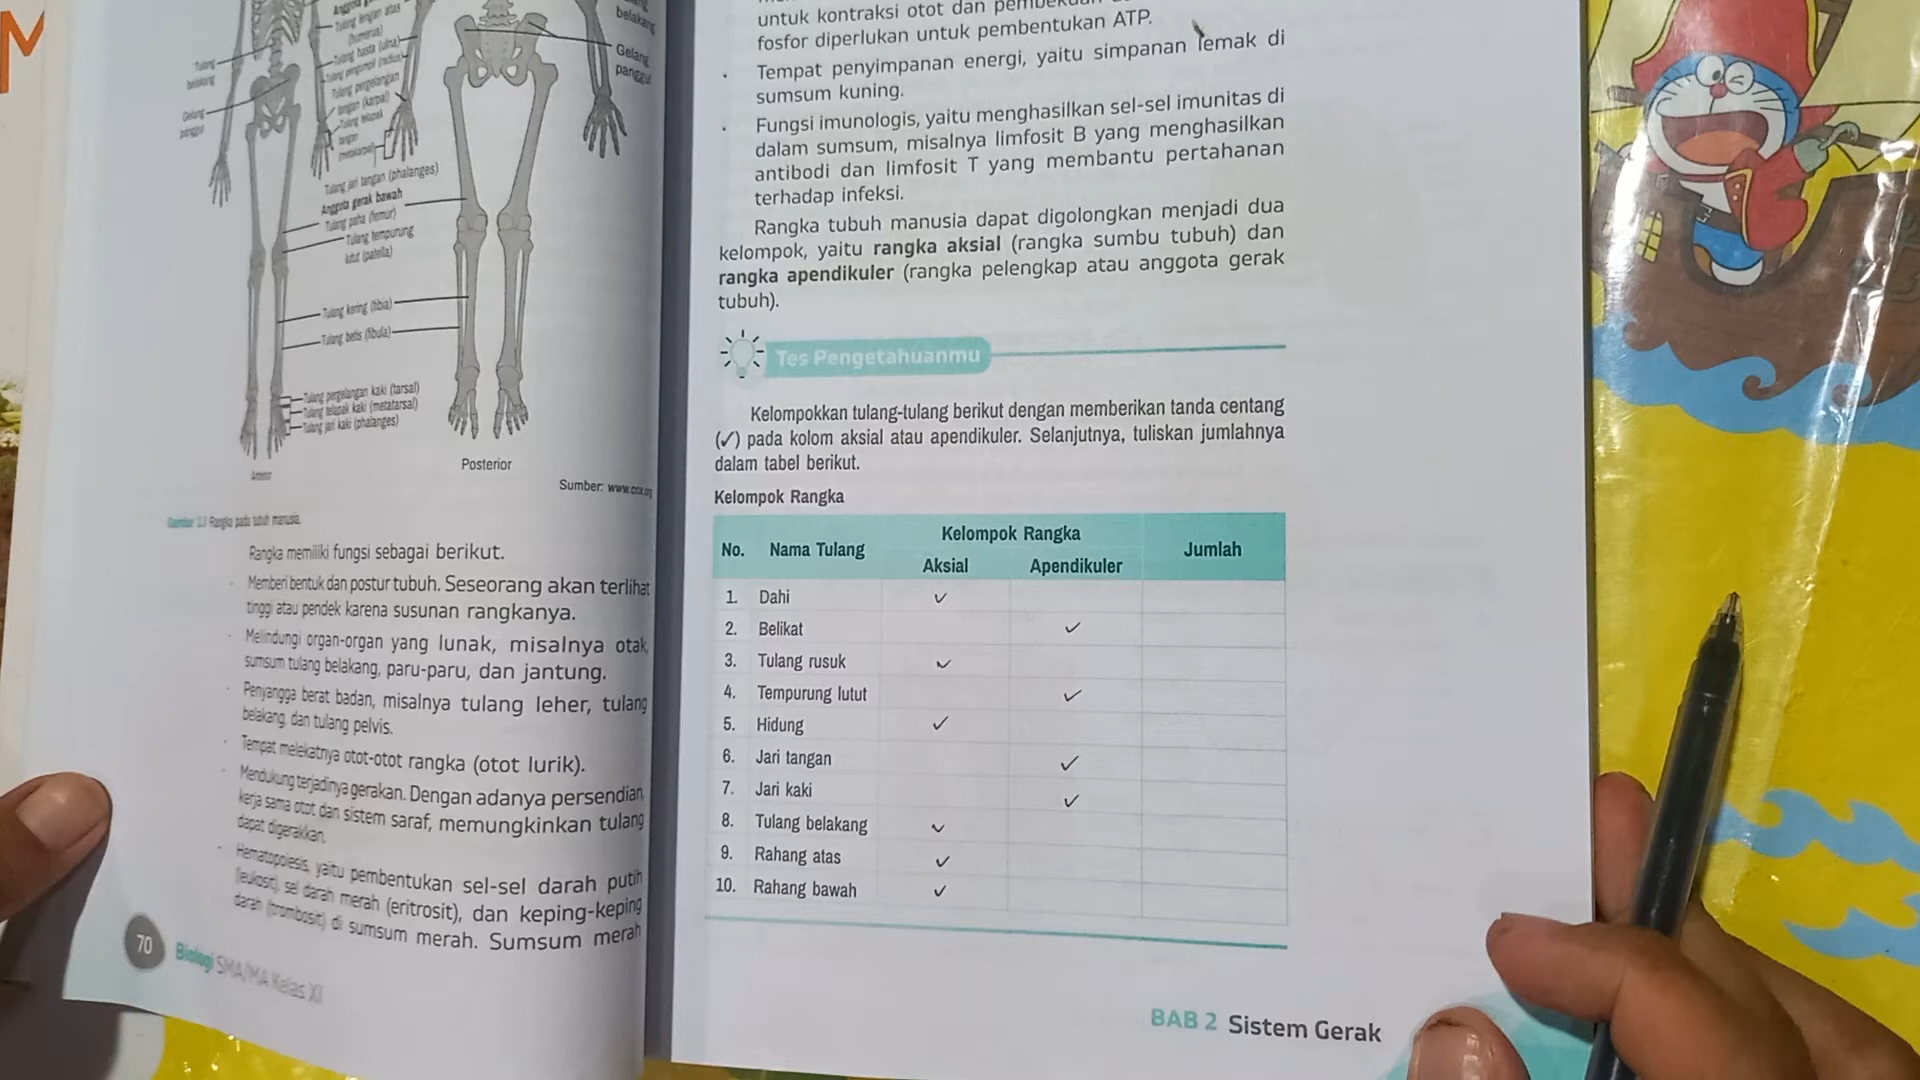 belakang
Gelang
panggul
Tulang lengan atas
(humerus)
Tulang hasta (ulna)
Tulang pengumpil (radius)
Tulang pergelangan
tangan (karpal)
Tulang telapak
tangan
(metakarpal)
Tulang jari tangan (phalanges)
Anggota gerak bawah
Tulang paha (femur)
Tulang tempurung
lutut (patella)
Tulang kering (tibia)
Tulang betis (fibula)
Tulang pergelangan kaki (tarsal)
Tulang telapak kaki (metatarsal)
Tulang jari kaki (phalanges)
Tulang
belakang
Gelang
panggul
Anterior
Posterior
Sumber: www.cnx.org
Rangka pada tubuh manusia.
Rangka memiliki fungsi sebagai berikut.
Memberi bentuk dan postur tubuh. Seseorang akan terlihat
tinggi atau pendek karena susunan rangkanya.
Melindungi organ-organ yang lunak, misalnya otak,
sumsum tulang belakang, paru-paru, dan jantung.
Penyangga berat badan, misalnya tulang leher, tulang
belakang, dan tulang pelvis.
Tempat melekatnya otot-otot rangka (otot lurik).
Mendukung terjadinya gerakan. Dengan adanya persendian,
kerja sama otot dan sistem saraf, memungkinkan tulang
dapat digerakkan.
Hematopoiesis, yaitu pembentukan sel-sel darah putih
(leukosit), sel darah merah (eritrosit), dan keping-keping
darah (trombosit) di sumsum merah. Sumsum merah
70 Biologi SMA/MA Kelas XI
untuk kontraksi otot dan
fosfor diperlukan untuk pembentukan ATP.
• Tempat penyimpanan energi, yaitu simpanan lemak di
sumsum kuning.
• Fungsi imunologis, yaitu menghasilkan sel-sel imunitas di
dalam sumsum, misalnya limfosit B yang menghasilkan
antibodi dan limfosit T yang membantu pertahanan
terhadap infeksi.
Rangka tubuh manusia dapat digolongkan menjadi dua
kelompok, yaitu rangka aksial (rangka sumbu tubuh) dan
rangka apendikuler (rangka pelengkap atau anggota gerak
tubuh).
Tes Pengetahuanmu
Kelompokkan tulang-tulang berikut dengan memberikan tanda centang
(✓) pada kolom aksial atau apendikuler. Selanjutnya, tuliskan jumlahnya
dalam tabel berikut.
Kelompok Rangka
No. Nama Tulang Kelompok Rangka Jumlah
Aksial Apendikuler
1. Dahi ✓
2. Belikat ✓
3. Tulang rusuk ✓
4. Tempurung lutut ✓
5. Hidung ✓
6. Jari tangan ✓
7. Jari kaki ✓
8. Tulang belakang ✓
9. Rahang atas ✓
10. Rahang bawah ✓
BAB 2 Sistem Gerak